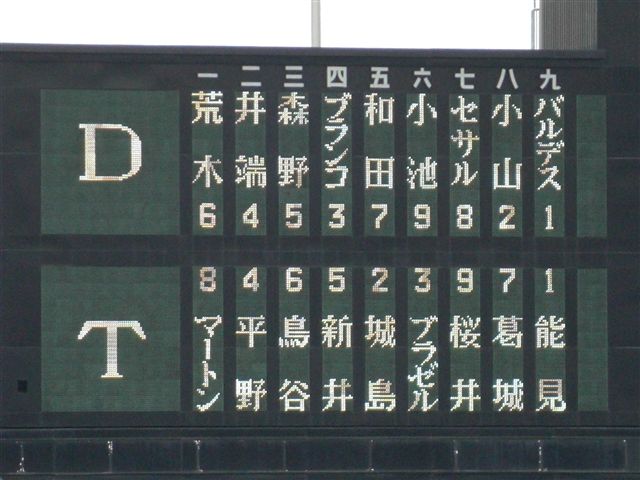 一 二 三 四 五 六 七 八 九
D
荒木 井端 森野 ブランコ 和田 小池 セサル 小山 バルデス
6 4 5 3 7 9 8 2 1
T
8 4 6 5 2 3 9 7 1
マートン 平野 鳥谷 新井 城島 ブラゼル 桜井 葛城 能見